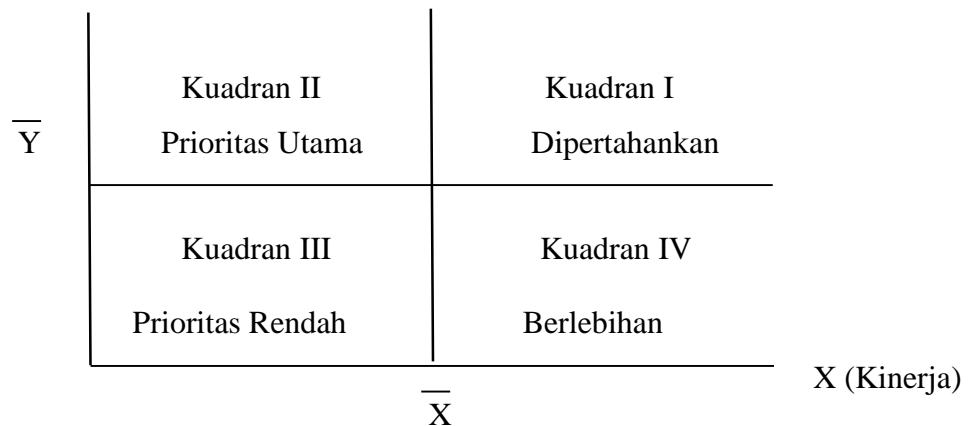 Kuadran II Kuadran I
Y̅ Prioritas Utama Dipertahankan
Kuadran III Kuadran IV
Prioritas Rendah Berlebihan
X (Kinerja)
X̅